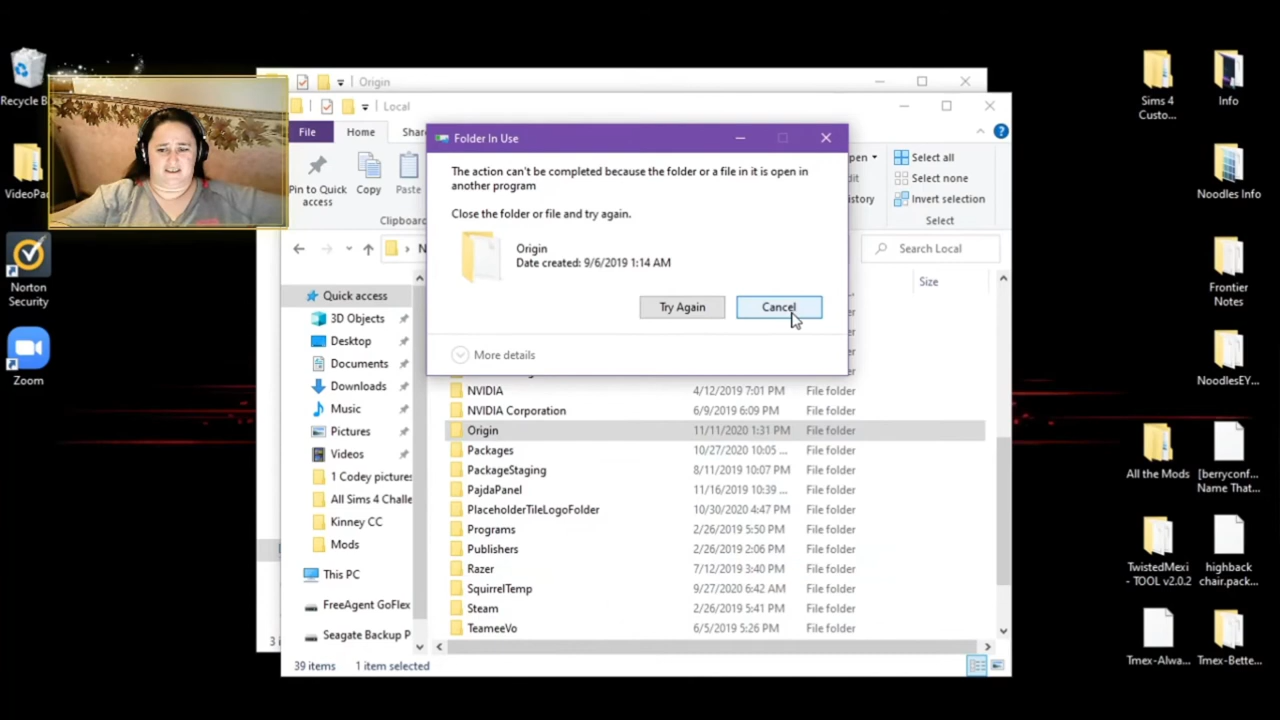 Origin
Local
File
Home
Shar
Pin to Quick
access
Copy
Paste
Clipboard
Select all
Select none
Invert selection
Select
Search Local
Size
Folder In Use
The action can't be completed because the folder or a file in it is open in
another program
Close the folder or file and try again.
Origin
Date created: 9/6/2019 1:14 AM
Try Again
Cancel
More details
Quick access
3D Objects
Desktop
Documents
Downloads
Music
Pictures
Videos
1 Codey pictures
All Sims 4 Challe
Kinney CC
Mods
This PC
FreeAgent GoFlex
Seagate Backup P
NVIDIA 4/12/2019 7:01 PM File folder
NVIDIA Corporation 6/9/2019 6:09 PM File folder
Origin 11/11/2020 1:31 PM File folder
Packages 10/27/2020 10:05 ... File folder
PackageStaging 8/11/2019 10:07 PM File folder
PajdaPanel 11/16/2019 10:39 ... File folder
PlaceholderTileLogoFolder 10/30/2020 4:47 PM File folder
Programs 2/26/2019 5:50 PM File folder
Publishers 2/26/2019 2:06 PM File folder
Razer 7/12/2019 3:40 PM File folder
SquirrelTemp 9/27/2020 6:42 AM File folder
Steam 2/26/2019 5:41 PM File folder
TeameeVo 6/5/2019 5:26 PM File folder
39 items 1 item selected
Recycle B
VideoPa
Norton
Security
Zoom
Sims 4
Custo...
Info
Noodles Info
Frontier
Notes
NoodlesEY...
All the Mods
[berryconf...
Name That...
TwistedMexi
- TOOL v2.0.2
highback
chair.pack...
Tmex-Alwa...
Tmex-Bette...